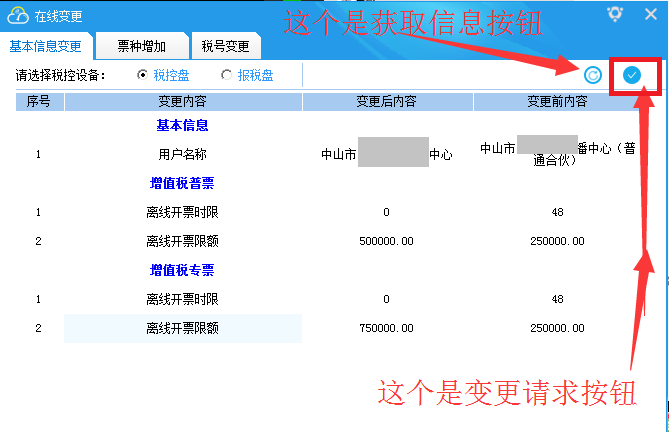 在线变更
这个是获取信息按钮
基本信息变更 票种增加 税号变更
请选择税控设备： 税控盘 报税盘
序号 变更内容 变更后内容 变更前内容
基本信息
1 用户名称 中山市 中心 中山市 播中心（普通合伙）
增值税普票
1 离线开票时限 0 48
2 离线开票限额 500000.00 250000.00
增值税专票
1 离线开票时限 0 48
2 离线开票限额 750000.00 250000.00
这个是变更请求按钮